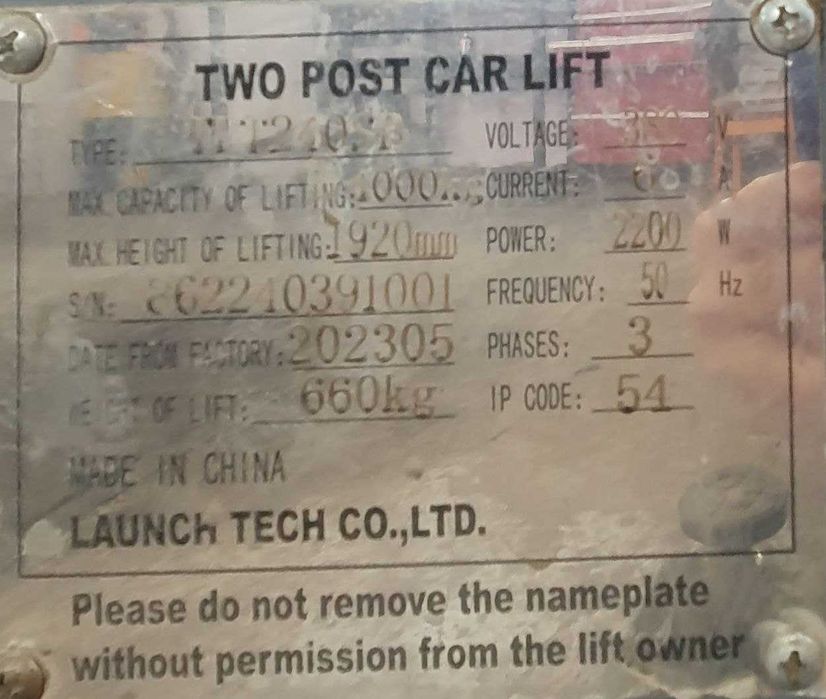 TWO POST CAR LIFT
TYPE: VOLTAGE: 380 V
MAX CAPACITY OF LIFTING: CURRENT: A
MAX HEIGHT OF LIFTING: 1920mm POWER: 2200 W
S/N: FREQUENCY: 50 Hz
DATE FROM FACTORY: 202305 PHASES: 3
WEIGHT OF LIFT: 660kg IP CODE: 54
MADE IN CHINA
LAUNCH TECH CO.,LTD.
Please do not remove the nameplate
without permission from the lift owner